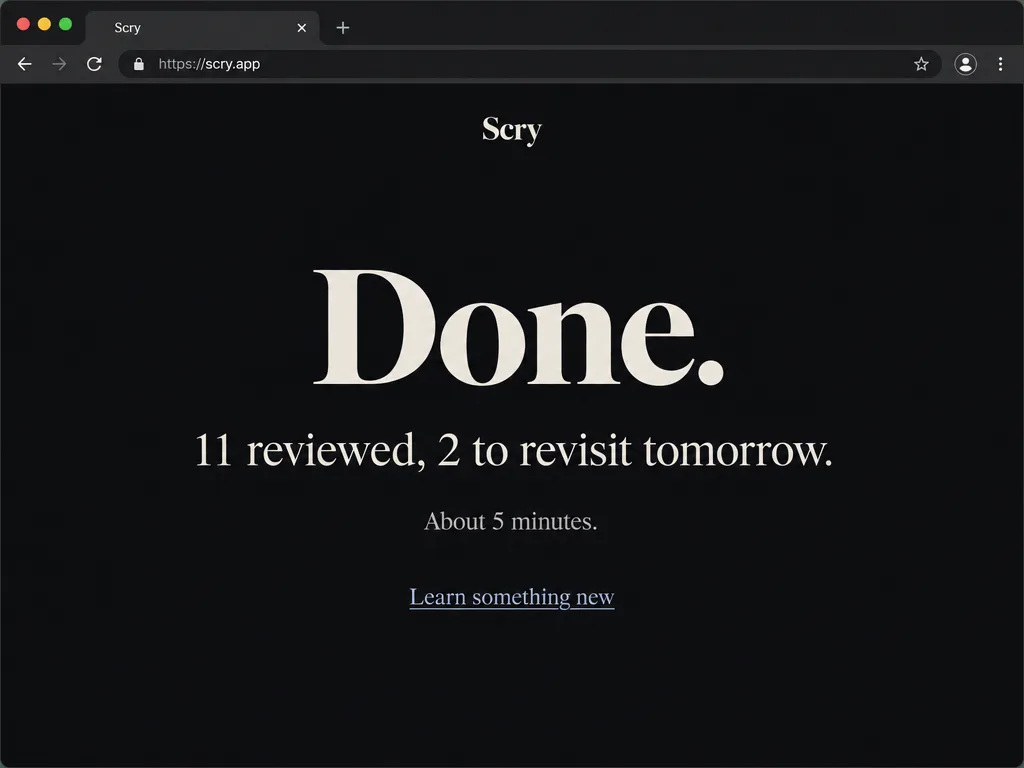 Scry
https://scry.app
Scry
Done.
11 reviewed, 2 to revisit tomorrow.
About 5 minutes.
Learn something new